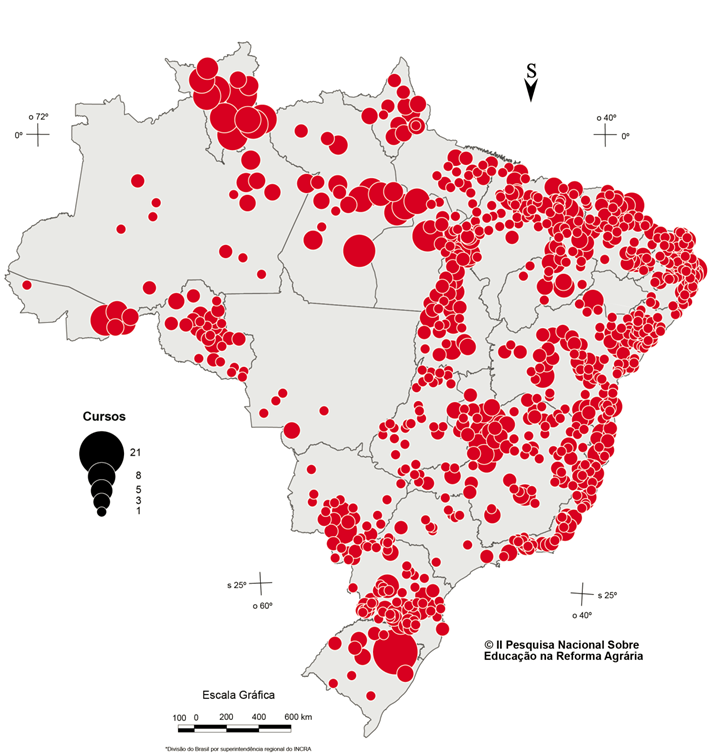 S
o 72º
0º
o 40º
0º
Cursos
21
8
5
3
1
s 25º
o 60º
s 25º
o 40º
© II Pesquisa Nacional Sobre
Educação na Reforma Agrária
Escala Gráfica
100 0 200 400 600 km
*Divisão do Brasil por superintendência regional do INCRA